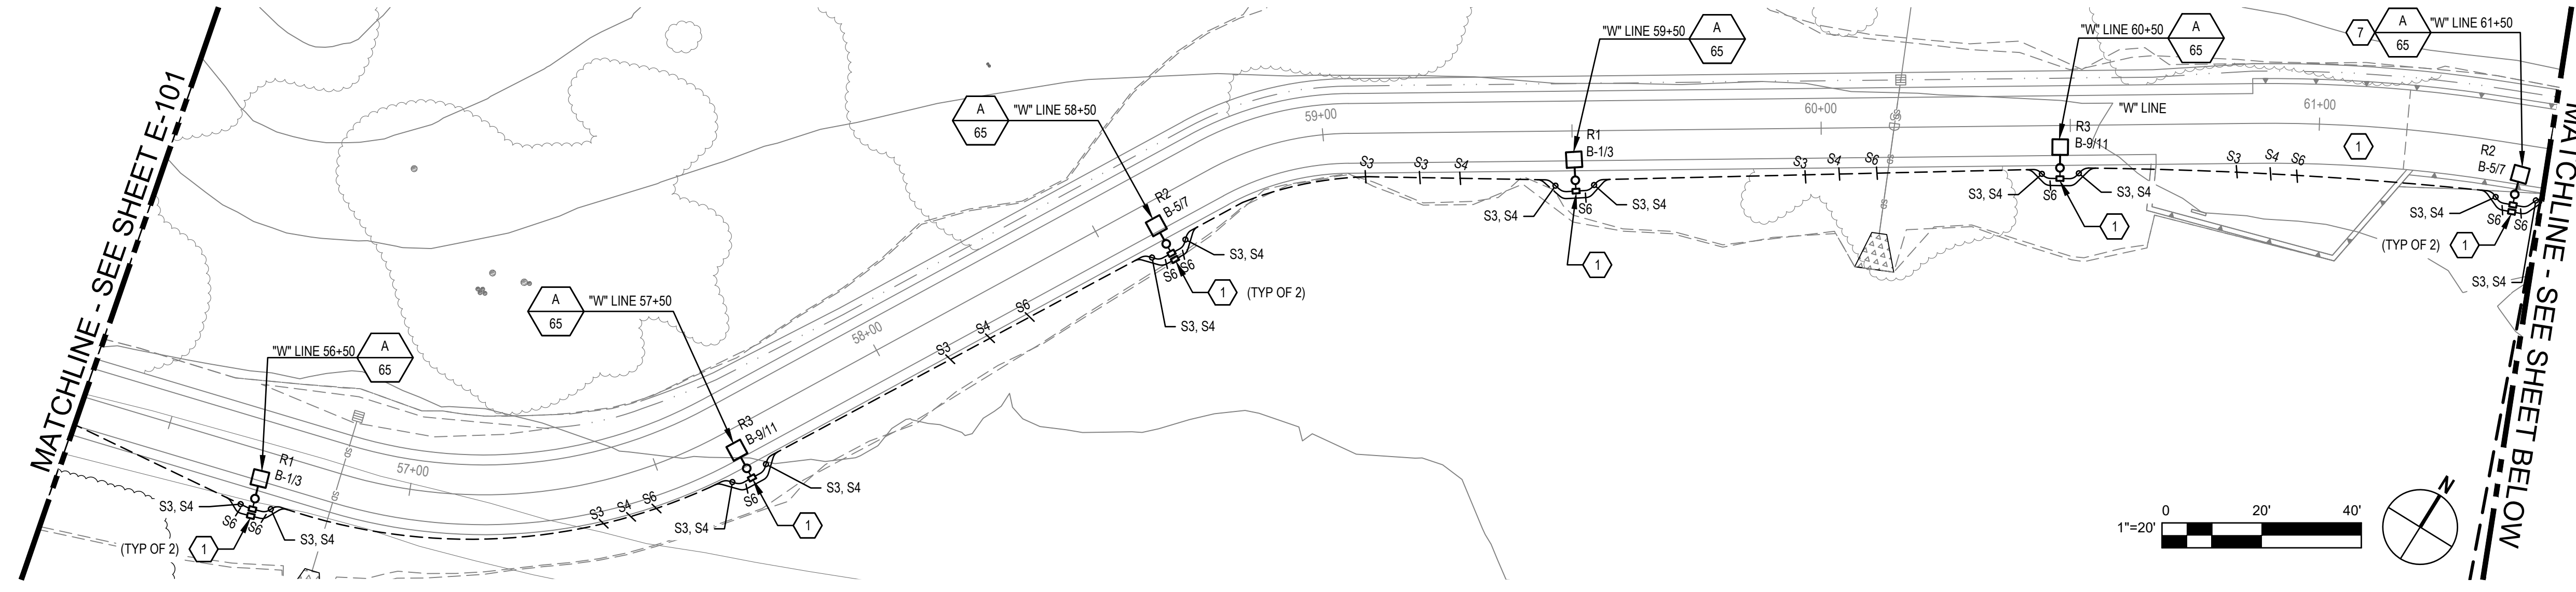 MATCHLINE - SEE SHEET E-101
"W" LINE 56+50
A
65
R1
B-1/3
S3, S4
S6
S6
S3, S4
(TYP OF 2)
1
SD
SD
57+00
"W" LINE 57+50
A
65
R3
B-9/11
S3
S4
S6
S3, S4
S6
S3, S4
1
58+00
S3
S4
S6
"W" LINE 58+50
A
65
R2
B-5/7
S3, S4
S6
S6
1
(TYP OF 2)
S3, S4
59+00
S3
S3
S4
"W" LINE 59+50
A
65
R1
B-1/3
S3, S4
S6
S3, S4
1
60+00
S3
S4
S6
SD
SD
SD
"W" LINE 60+50
A
65
"W" LINE
R3
B-9/11
S3, S4
S6
S3, S4
1
61+00
1
S3
S4
S6
7
A
65
"W" LINE 61+50
R2
B-5/7
S3, S4
S6
S6
(TYP OF 2)
1
S3, S4
MATCHLINE - SEE SHEET BELOW
N
1"=20'
0
20'
40'